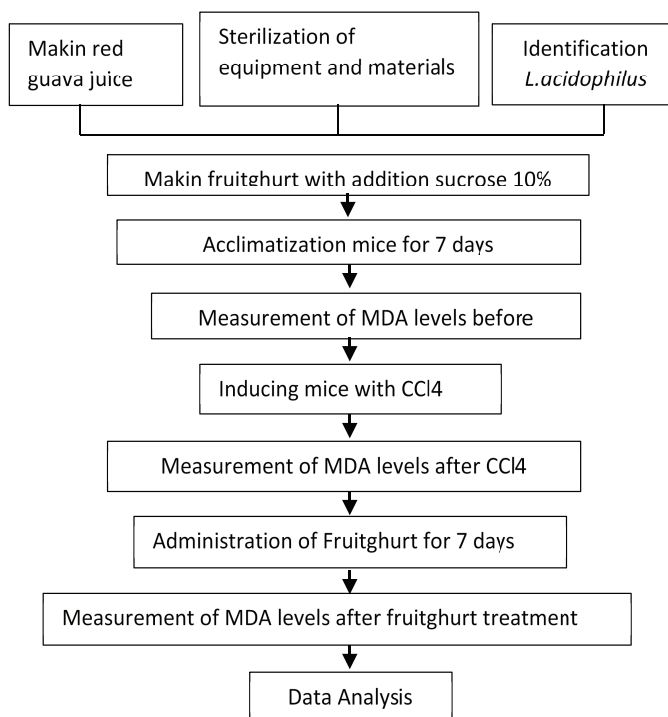 Makin red
guava juice
Sterilization of
equipment and materials
Identification
L.acidophilus
Makin fruitghurt with addition sucrose 10%
Acclimatization mice for 7 days
Measurement of MDA levels before
Inducing mice with CCl4
Measurement of MDA levels after CCl4
Administration of Fruitghurt for 7 days
Measurement of MDA levels after fruitghurt treatment
Data Analysis